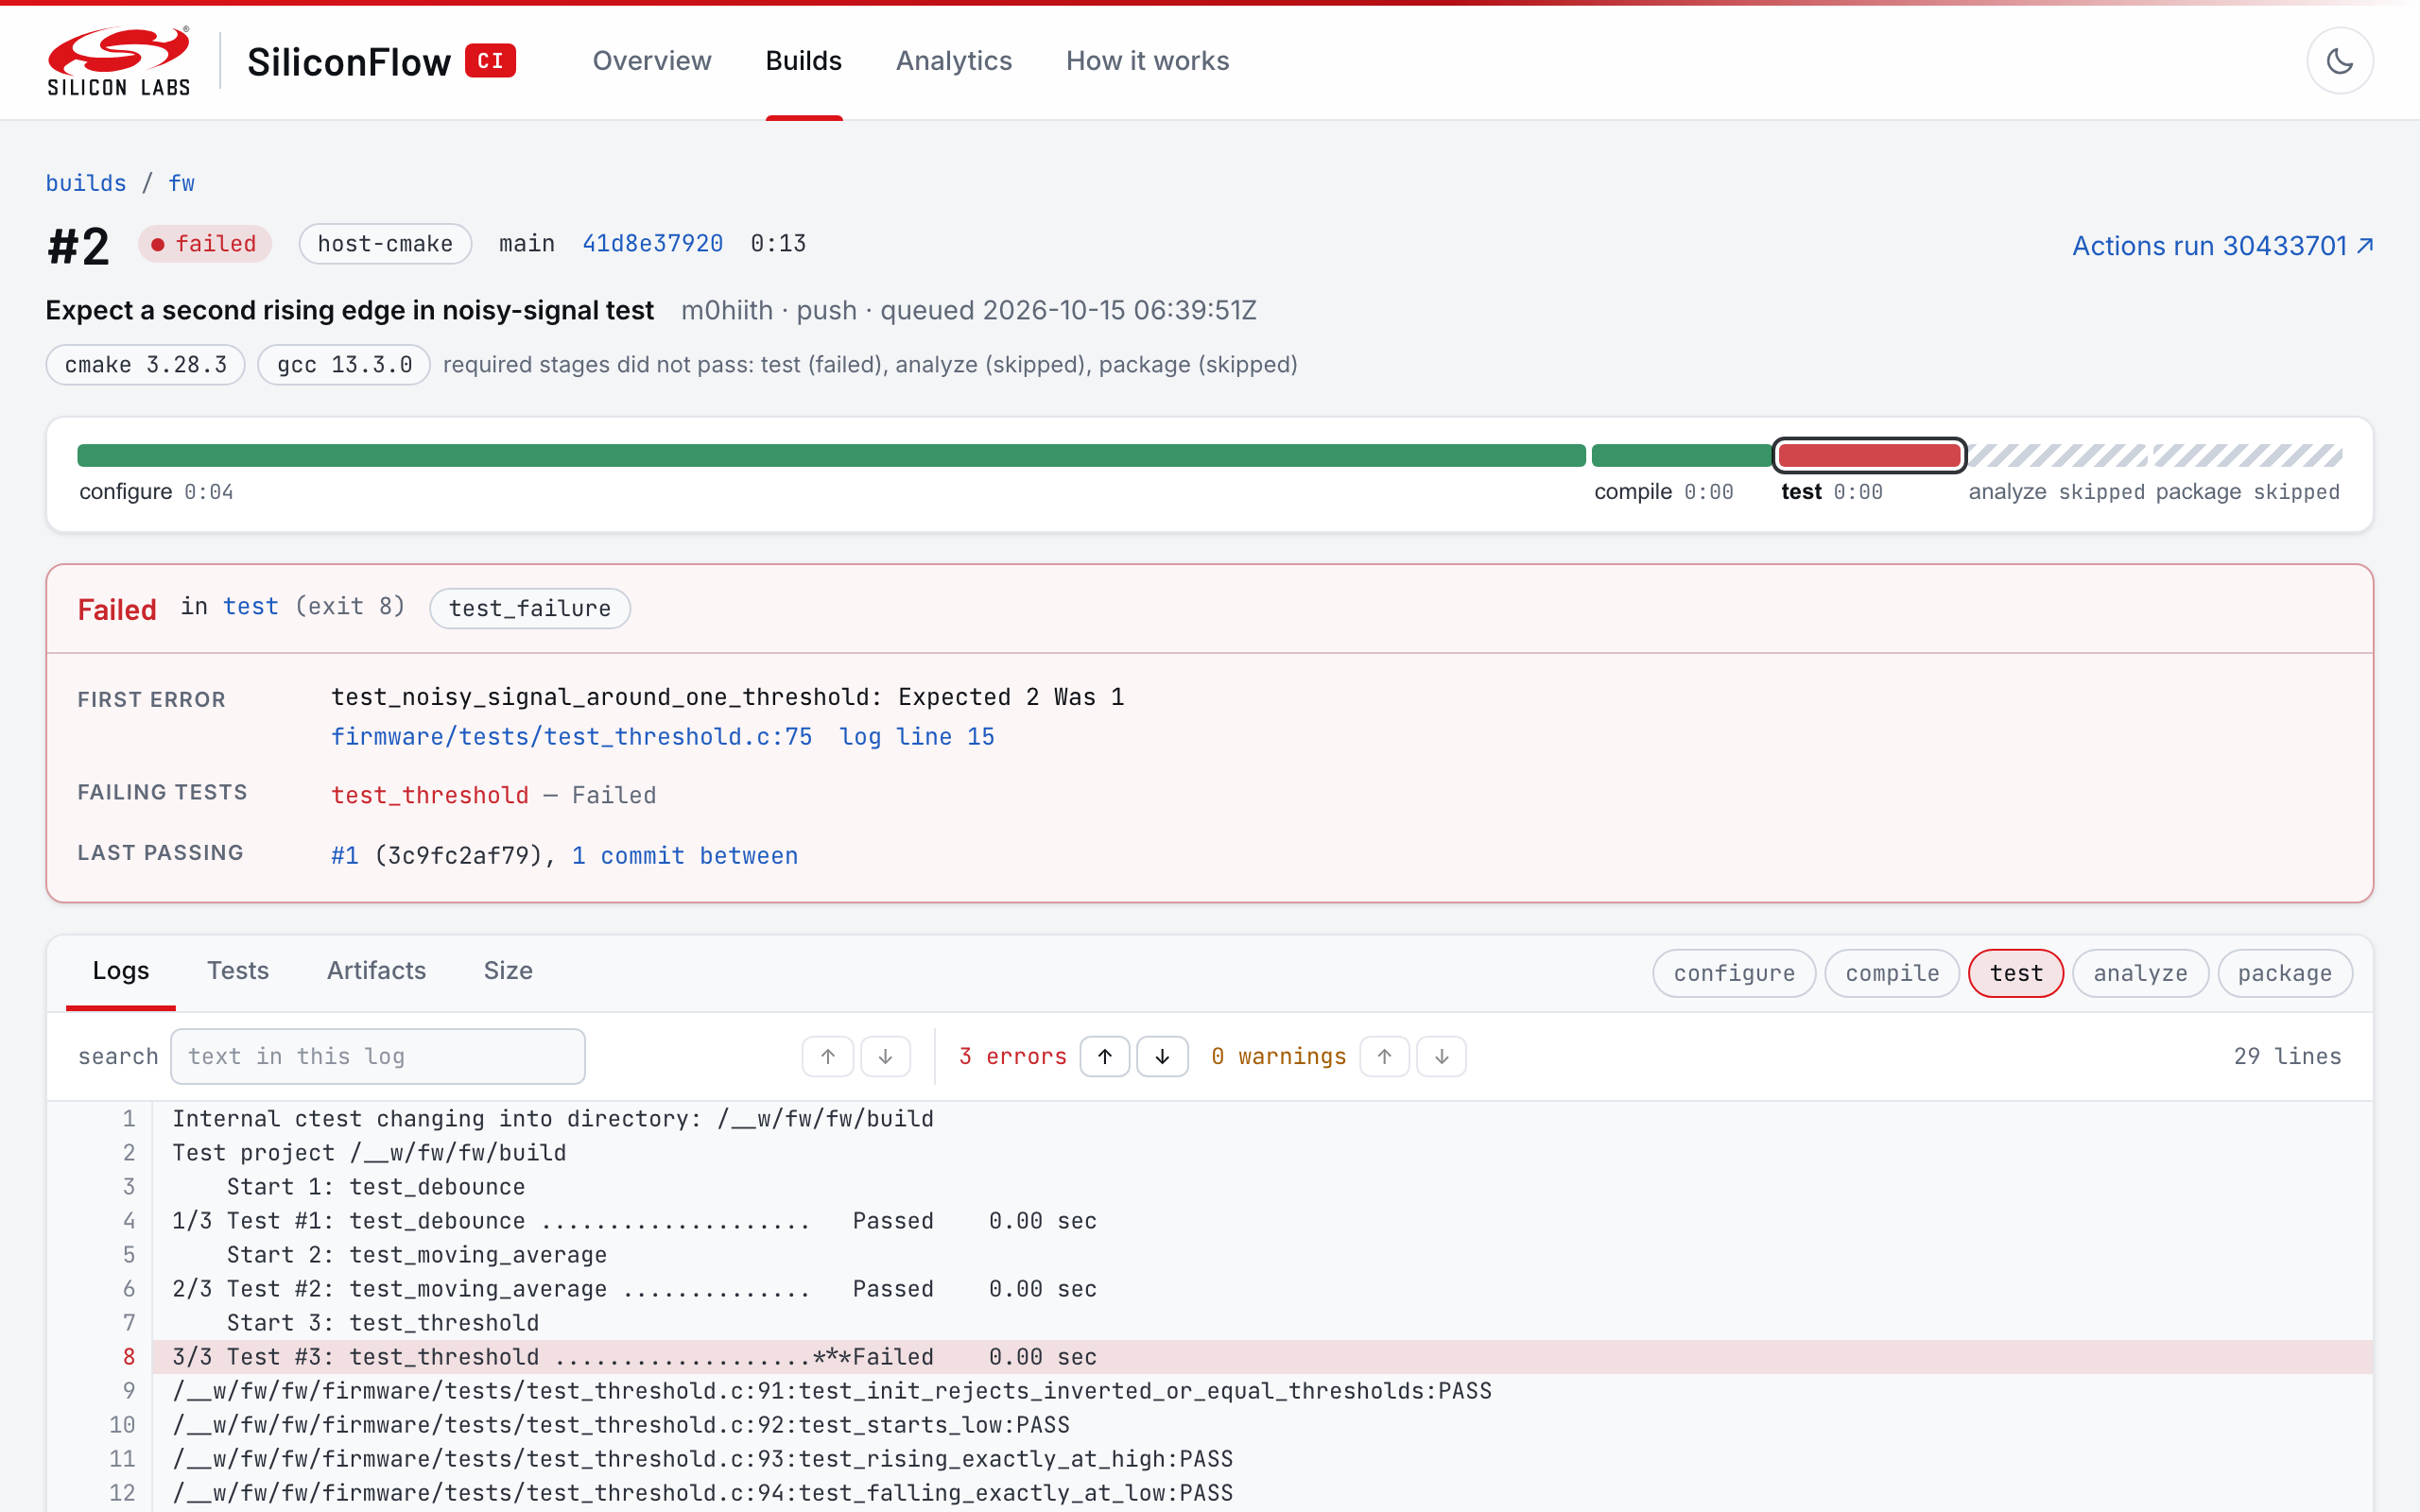 SILICON LABS ®
SiliconFlow CI
Overview Builds Analytics How it works
builds / fw
#2 failed host-cmake main 41d8e37920 0:13
Actions run 30433701 ↗
Expect a second rising edge in noisy-signal test m0hiith · push · queued 2026-10-15 06:39:51Z
cmake 3.28.3 gcc 13.3.0 required stages did not pass: test (failed), analyze (skipped), package (skipped)
configure 0:04 compile 0:00 test 0:00 analyze skipped package skipped
Failed in test (exit 8) test_failure
FIRST ERROR test_noisy_signal_around_one_threshold: Expected 2 Was 1
firmware/tests/test_threshold.c:75 log line 15
FAILING TESTS test_threshold — Failed
LAST PASSING #1 (3c9fc2af79), 1 commit between
Logs Tests Artifacts Size configure compile test analyze package
search text in this log ↑ ↓ 3 errors ↑ ↓ 0 warnings ↑ ↓ 29 lines
1 Internal ctest changing into directory: /__w/fw/fw/build
2 Test project /__w/fw/fw/build
3 Start 1: test_debounce
4 1/3 Test #1: test_debounce .................... Passed 0.00 sec
5 Start 2: test_moving_average
6 2/3 Test #2: test_moving_average .............. Passed 0.00 sec
7 Start 3: test_threshold
8 3/3 Test #3: test_threshold ...................***Failed 0.00 sec
9 /__w/fw/fw/firmware/tests/test_threshold.c:91:test_init_rejects_inverted_or_equal_thresholds:PASS
10 /__w/fw/fw/firmware/tests/test_threshold.c:92:test_starts_low:PASS
11 /__w/fw/fw/firmware/tests/test_threshold.c:93:test_rising_exactly_at_high:PASS
12 /__w/fw/fw/firmware/tests/test_threshold.c:94:test_falling_exactly_at_low:PASS